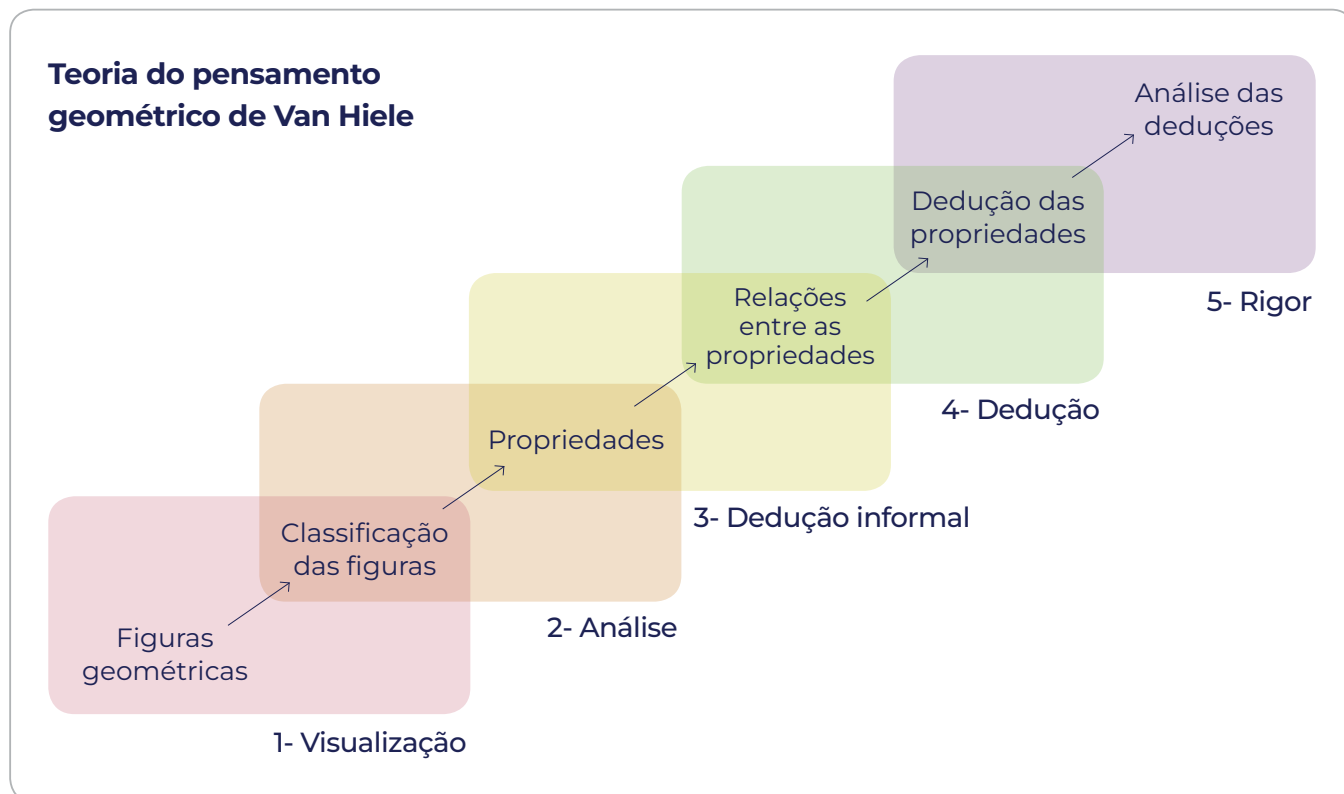 Teoria do pensamento
geométrico de Van Hiele
Análise das
deduções
Dedução das
propriedades
5- Rigor
Relações
entre as
propriedades
4- Dedução
Propriedades
3- Dedução informal
Classificação
das figuras
2- Análise
Figuras
geométricas
1- Visualização